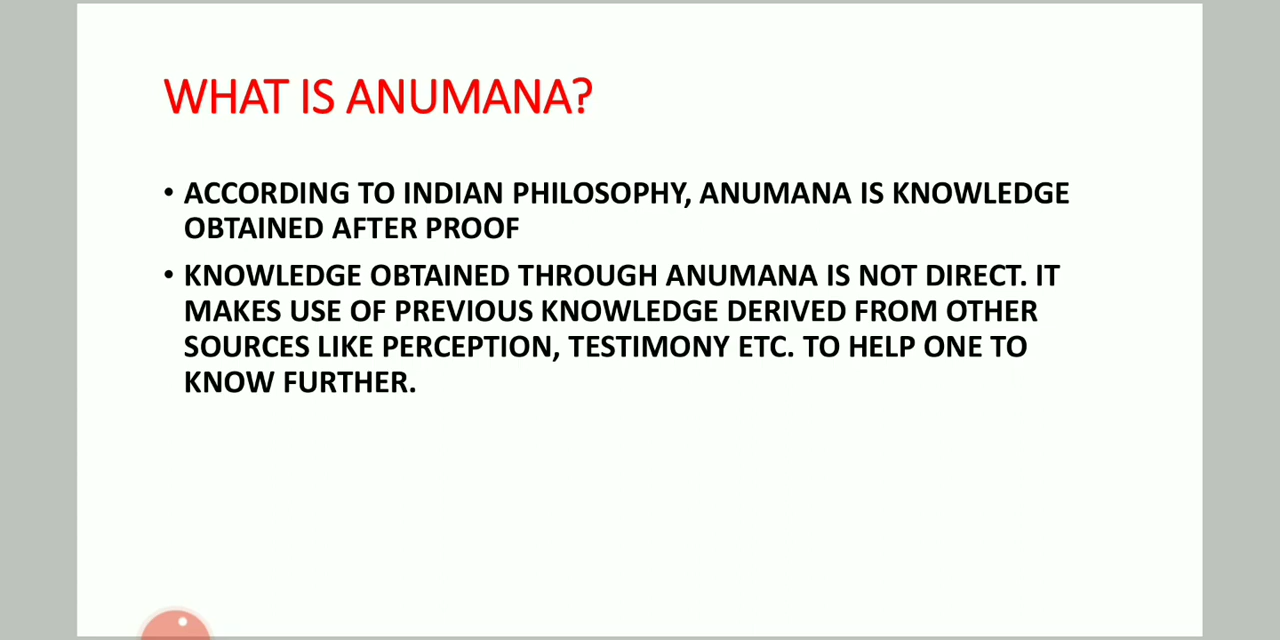 WHAT IS ANUMANA?
• ACCORDING TO INDIAN PHILOSOPHY, ANUMANA IS KNOWLEDGE
OBTAINED AFTER PROOF
• KNOWLEDGE OBTAINED THROUGH ANUMANA IS NOT DIRECT. IT
MAKES USE OF PREVIOUS KNOWLEDGE DERIVED FROM OTHER
SOURCES LIKE PERCEPTION, TESTIMONY ETC. TO HELP ONE TO
KNOW FURTHER.